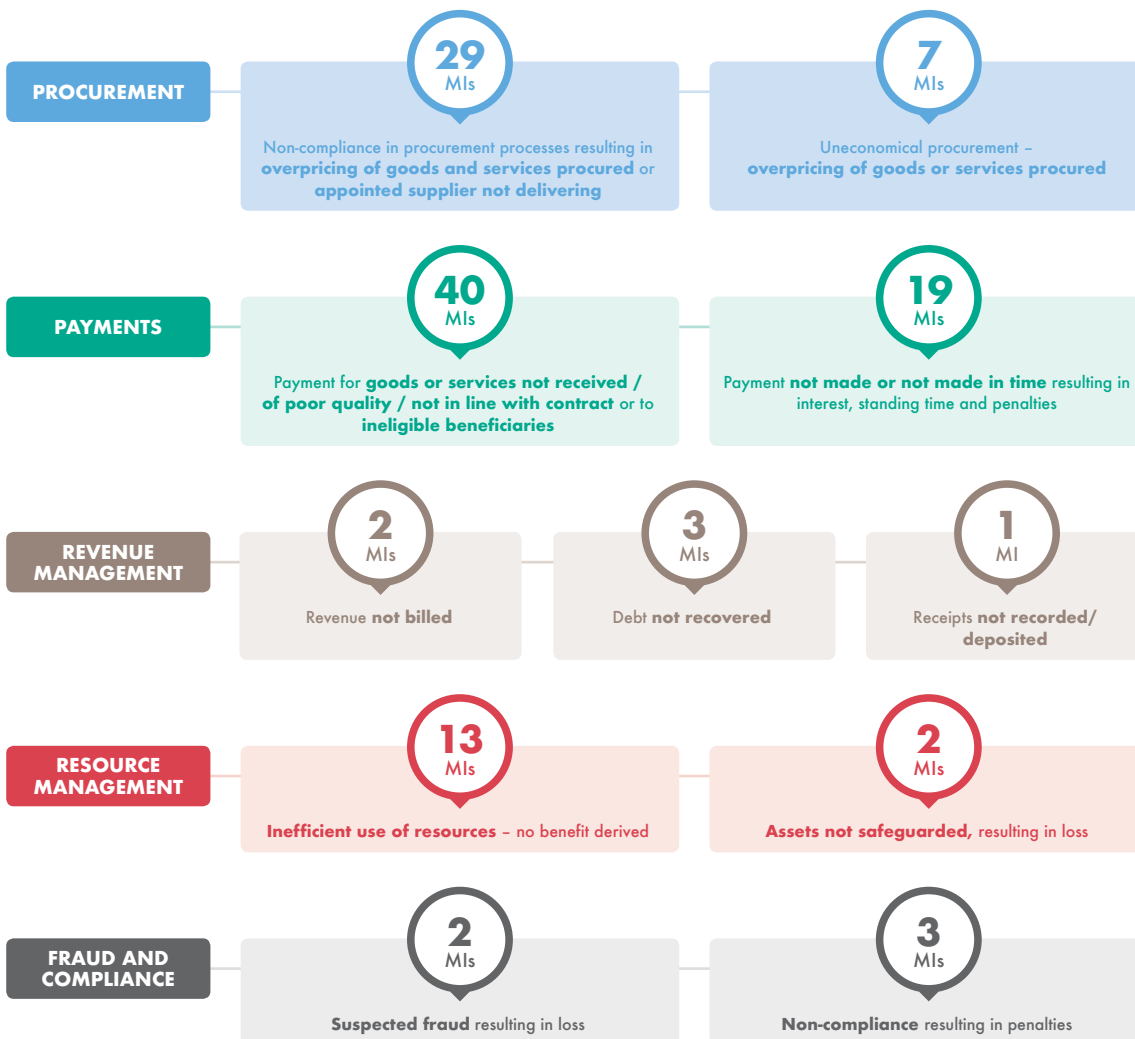 PROCUREMENT
29
MIs
Non-compliance in procurement processes resulting in
overpricing of goods and services procured or
appointed supplier not delivering
7
MIs
Uneconomical procurement –
overpricing of goods or services procured
PAYMENTS
40
MIs
Payment for goods or services not received /
of poor quality / not in line with contract or to
ineligible beneficiaries
19
MIs
Payment not made or not made in time resulting in
interest, standing time and penalties
REVENUE
MANAGEMENT
2
MIs
Revenue not billed
3
MIs
Debt not recovered
1
MI
Receipts not recorded/
deposited
RESOURCE
MANAGEMENT
13
MIs
Inefficient use of resources – no benefit derived
2
MIs
Assets not safeguarded, resulting in loss
FRAUD AND
COMPLIANCE
2
MIs
Suspected fraud resulting in loss
3
MIs
Non-compliance resulting in penalties